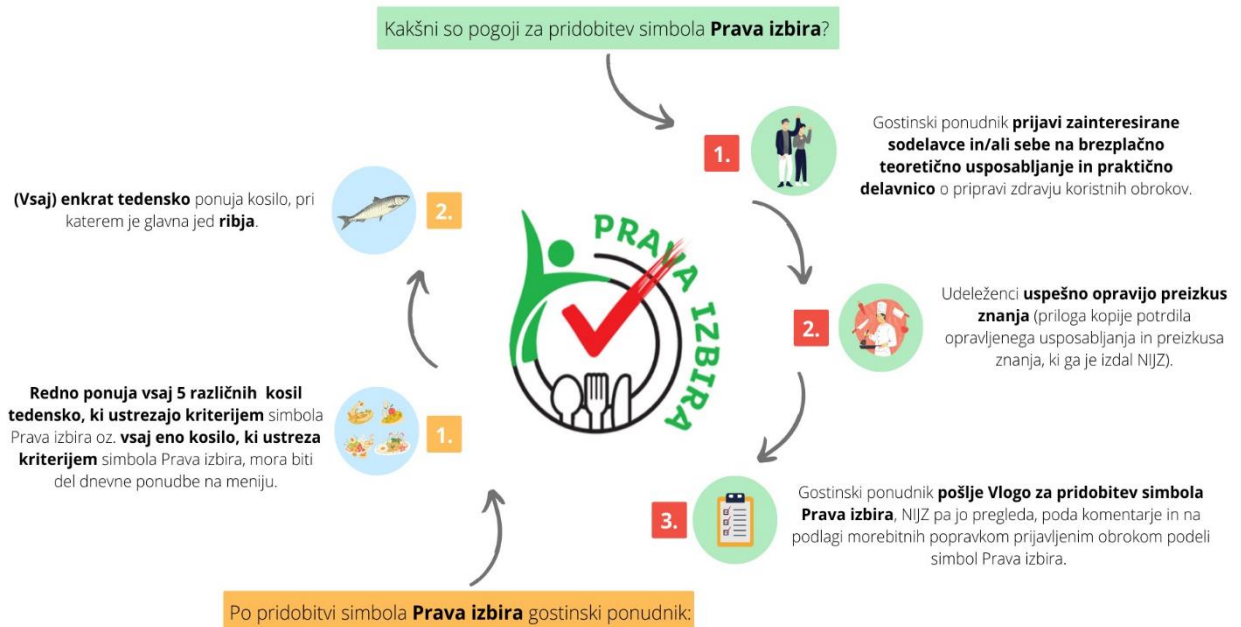 Kakšni so pogoji za pridobitev simbola Prava izbira?
1.
Gostinski ponudnik prijavi zainteresirane
sodelavce in/ali sebe na brezplačno
teoretično usposabljanje in praktično
delavnico o pripravi zdravju koristnih obrokov.
2.
Udeleženci uspešno opravijo preizkus
znanja (priloga kopije potrdila
opravljenega usposabljanja in preizkusa
znanja, ki ga je izdal NIJZ).
3.
Gostinski ponudnik pošlje Vlogo za pridobitev simbola
Prava izbira, NIJZ pa jo pregleda, poda komentarje in na
podlagi morebitnih popravkom prijavljenim obrokom podeli
simbol Prava izbira.
PRAVA IZBIRA
Po pridobitvi simbola Prava izbira gostinski ponudnik:
1.
Redno ponuja vsaj 5 različnih kosil
tedensko, ki ustrezajo kriterijem simbola
Prava izbira oz. vsaj eno kosilo, ki ustreza
kriterijem simbola Prava izbira, mora biti
del dnevne ponudbe na meniju.
2.
(Vsaj) enkrat tedensko ponuja kosilo, pri
katerem je glavna jed ribja.